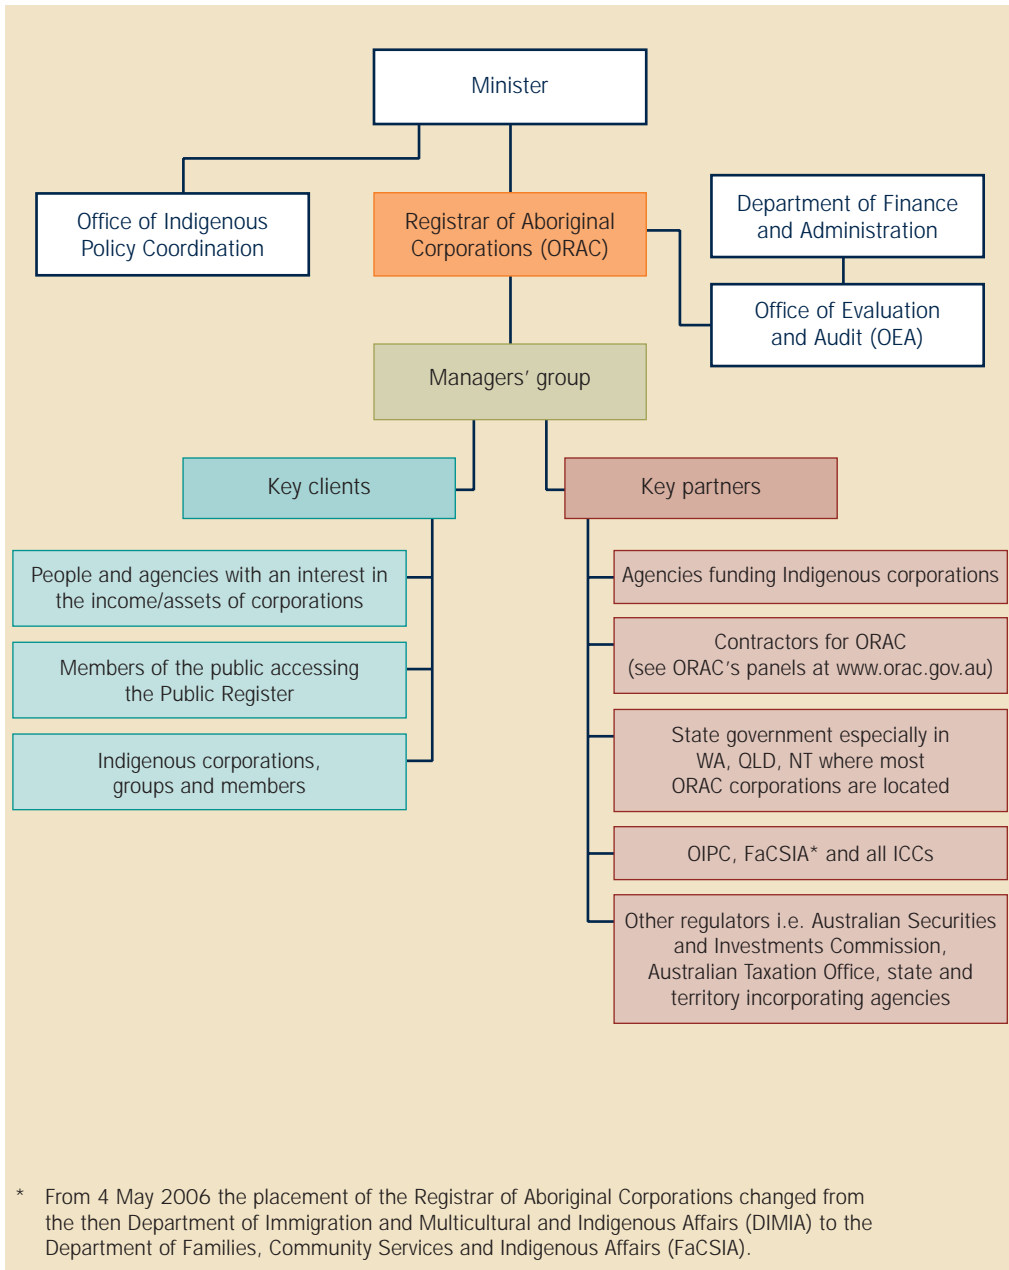 Minister
Office of Indigenous
Policy Coordination
Registrar of Aboriginal
Corporations (ORAC)
Department of Finance
and Administration
Office of Evaluation
and Audit (OEA)
Managers’ group
Key clients
People and agencies with an interest in
the income/assets of corporations
Members of the public accessing
the Public Register
Indigenous corporations,
groups and members
Key partners
Agencies funding Indigenous corporations
Contractors for ORAC
(see ORAC’s panels at www.orac.gov.au)
State government especially in
WA, QLD, NT where most
ORAC corporations are located
OIPC, FaCSIA* and all ICCs
Other regulators i.e. Australian Securities
and Investments Commission,
Australian Taxation Office, state and
territory incorporating agencies
* From 4 May 2006 the placement of the Registrar of Aboriginal Corporations changed from
the then Department of Immigration and Multicultural and Indigenous Affairs (DIMIA) to the
Department of Families, Community Services and Indigenous Affairs (FaCSIA).